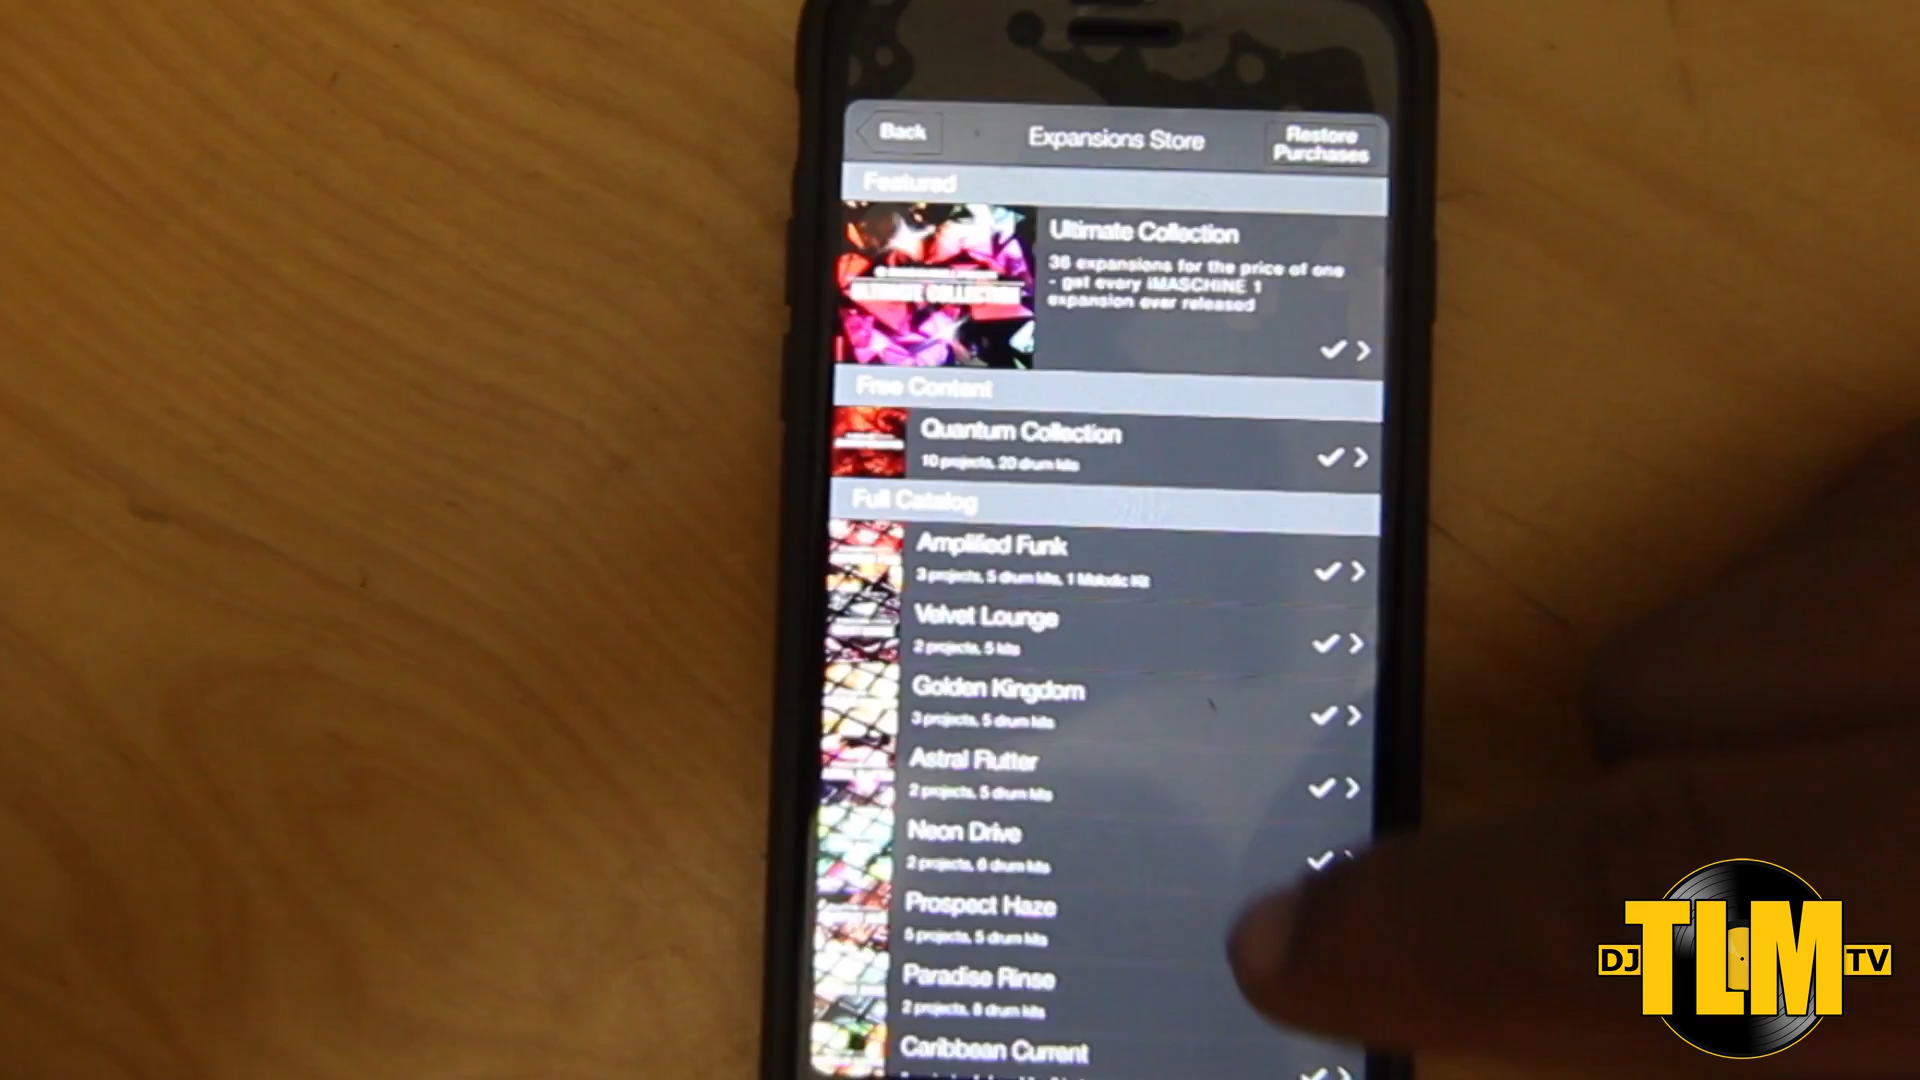 Back
Expansions Store
Restore
Purchases
Featured
Ultimate Collection
36 expansions for the price of one
- get every iMASCHINE 1
expansion ever released
ULTIMATE COLLECTION
Free Content
Quantum Collection
10 projects, 20 drum kits
Full Catalog
Amplified Funk
3 projects, 5 drum kits, 1 Melodic Kit
Velvet Lounge
2 projects, 5 kits
Golden Kingdom
3 projects, 5 drum kits
Astral Flutter
2 projects, 5 drum kits
Neon Drive
2 projects, 6 drum kits
Prospect Haze
5 projects, 5 drum kits
Paradise Rinse
2 projects, 8 drum kits
Caribbean Current
DJ TLM TV